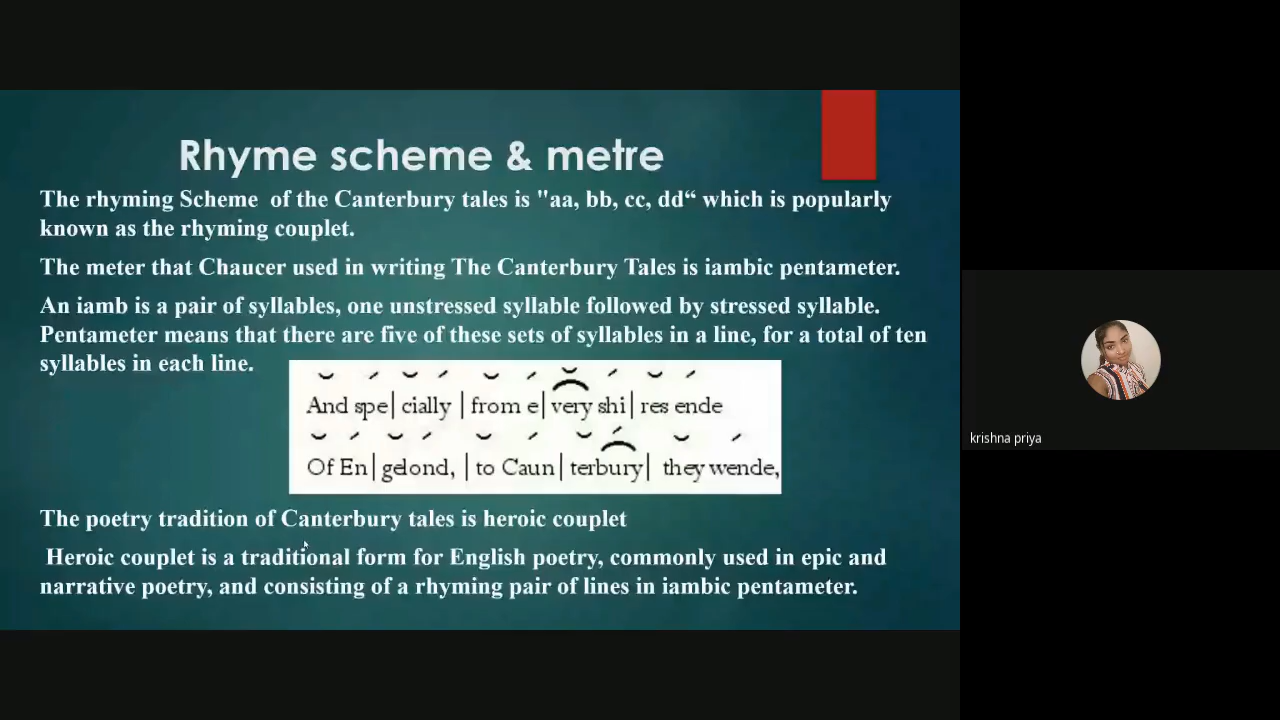 Rhyme scheme & metre
The rhyming Scheme  of the Canterbury tales is "aa, bb, cc, dd“ which is popularly
known as the rhyming couplet.
The meter that Chaucer used in writing The Canterbury Tales is iambic pentameter.
An iamb is a pair of syllables, one unstressed syllable followed by stressed syllable.
Pentameter means that there are five of these sets of syllables in a line, for a total of ten
syllables in each line.
And spe| cially | from e| very shi | res ende
Of En | gelond, | to Caun | terbury | they wende,
The poetry tradition of Canterbury tales is heroic couplet
Heroic couplet is a traditional form for English poetry, commonly used in epic and
narrative poetry, and consisting of a rhyming pair of lines in iambic pentameter.
krishna priya